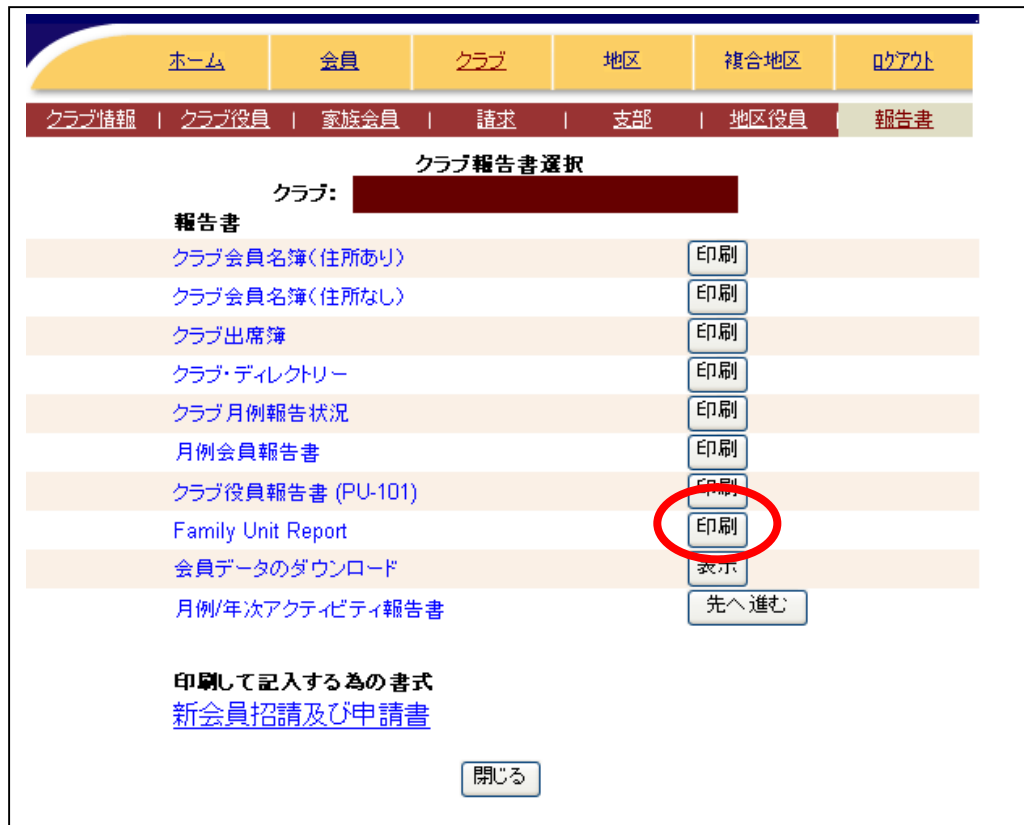 ホーム 会員 クラブ 地区 複合地区 ログアウト
クラブ情報 | クラブ役員 | 家族会員 | 請求 | 支部 | 地区役員 | 報告書
クラブ報告書選択
クラブ:
報告書
クラブ会員名簿(住所あり) 印刷
クラブ会員名簿(住所なし) 印刷
クラブ出席簿 印刷
クラブ・ディレクトリー 印刷
クラブ月例報告状況 印刷
月例会員報告書 印刷
クラブ役員報告書 (PU-101) 印刷
Family Unit Report 印刷
会員データのダウンロード 表示
月例/年次アクティビティ報告書 先へ進む
印刷して記入する為の書式
新会員招請及び申請書
閉じる